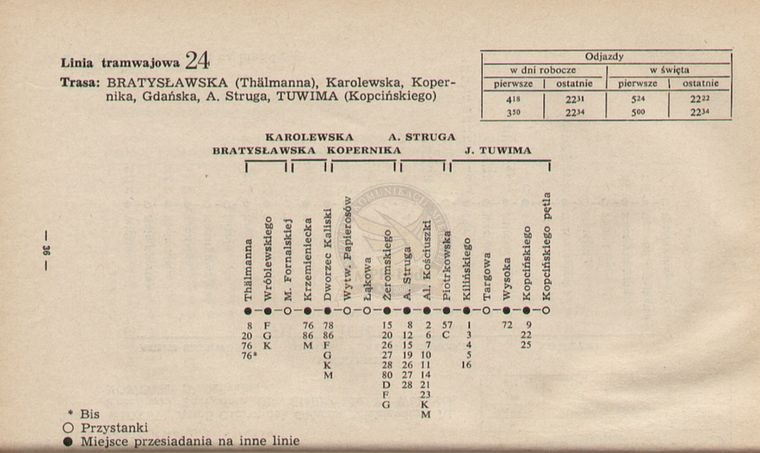 Linia tramwajowa 24
Trasa: BRATYSŁAWSKA (Thälmanna), Karolewska, Koper-
nika, Gdańska, A. Struga, TUWIMA (Kopcińskiego)
Odjazdy
w dni robocze w święta
pierwsze ostatnie pierwsze ostatnie
4¹⁸ 22³¹ 5²⁴ 22²²
3⁵⁰ 22³⁴ 5⁰⁰ 22³⁴
KAROLEWSKA A. STRUGA
BRATYSŁAWSKA KOPERNIKA J. TUWIMA
— 36 —
Thälmanna
Wróblewskiego
M. Fornalskiej
Krzemieniecka
Dworzec Kaliski
Wytw. Papierosów
Łąkowa
Żeromskiego
A. Struga
Al. Kościuszki
Piotrkowska
Kilińskiego
Targowa
Wysoka
Kopcińskiego
Kopcińskiego pętla
8 F 76 78 15 8 2 57 1 72 9
20 G 86 86 20 12 6 C 3 22
76 K M F 26 15 7 4 25
76* G 27 19 10 5
K 28 26 11 16
M 80 27 14
D 28 21
F 23
G K
M
* Bis
Przystanki
Miejsce przesiadania na inne linie